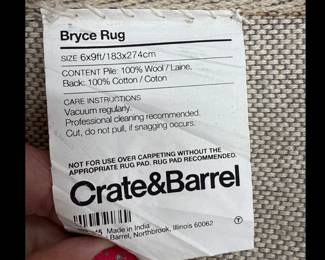 Bryce Rug
SIZE 6x9ft/183x274cm
CONTENT Pile: 100% Wool / Laine,
Back: 100% Cotton / Coton
CARE INSTRUCTIONS
Vacuum regularly.
Professional cleaning recommended.
Cut, do not pull, if snagging occurs.
NOT FOR USE OVER CARPETING WITHOUT THE
APPROPRIATE RUG PAD. RUG PAD RECOMMENDED.
Crate&Barrel
Made in India
Barrel, Northbrook, Illinois 60062
T